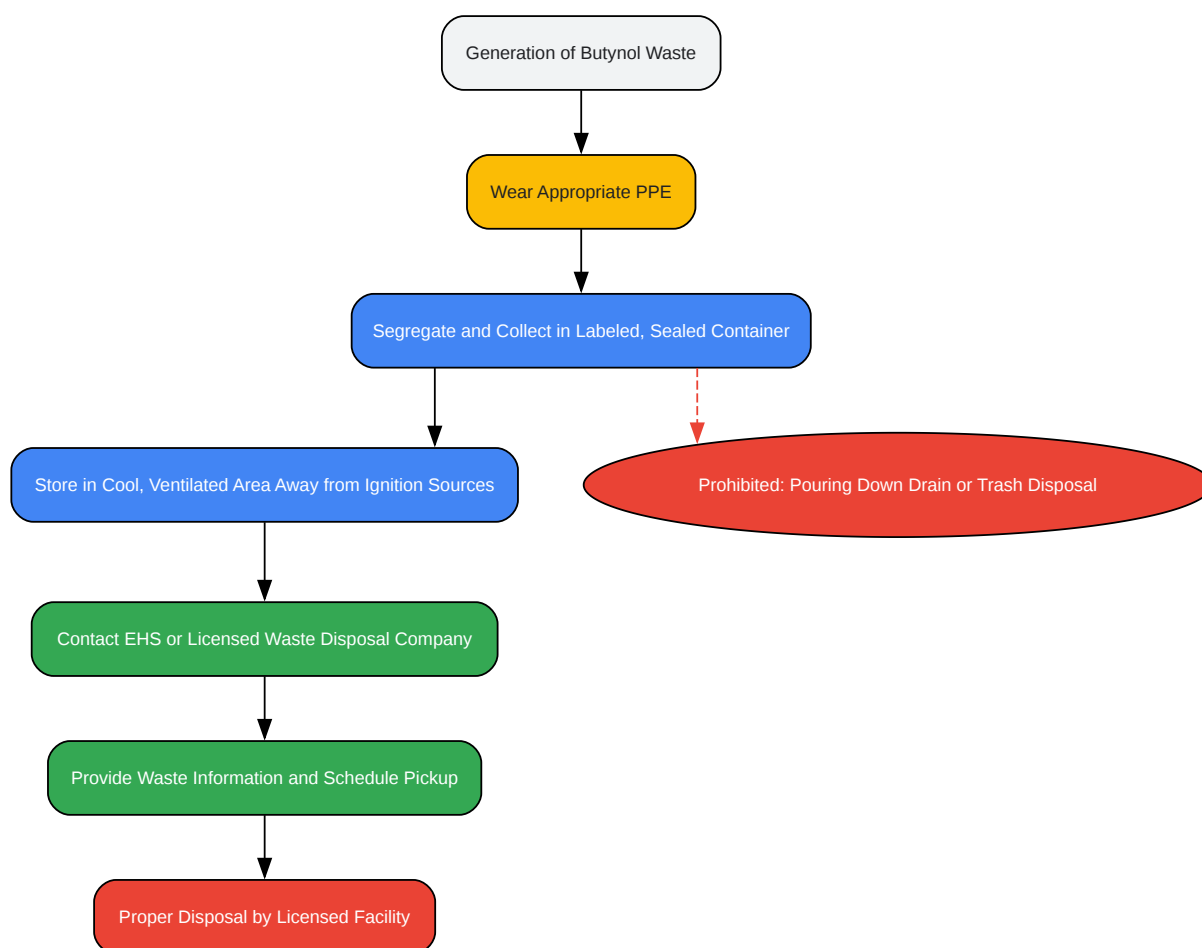 Generation of Butynol Waste
Wear Appropriate PPE
Segregate and Collect in Labeled, Sealed Container
Store in Cool, Ventilated Area Away from Ignition Sources
Prohibited: Pouring Down Drain or Trash Disposal
Contact EHS or Licensed Waste Disposal Company
Provide Waste Information and Schedule Pickup
Proper Disposal by Licensed Facility